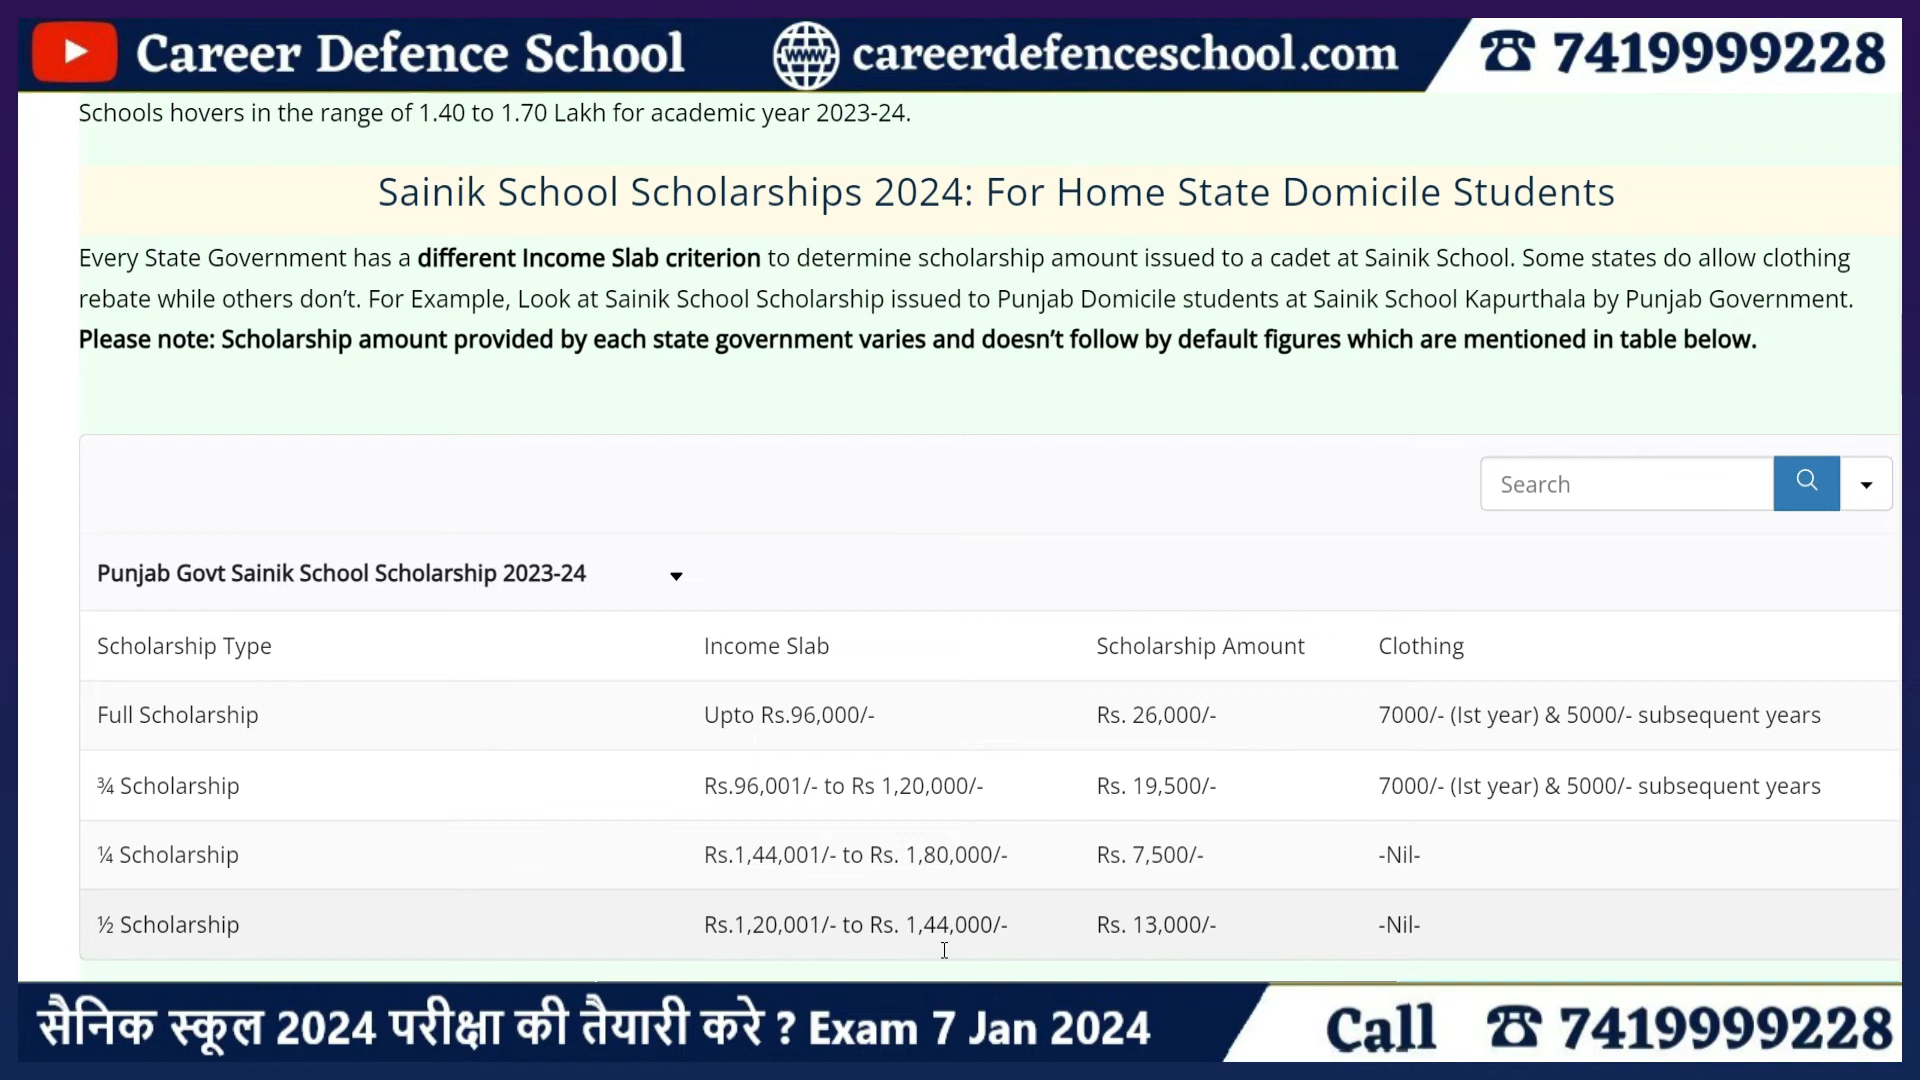 Career Defence School careerdefenceschool.com 7419999228
Schools hovers in the range of 1.40 to 1.70 Lakh for academic year 2023-24.
Sainik School Scholarships 2024: For Home State Domicile Students
Every State Government has a different Income Slab criterion to determine scholarship amount issued to a cadet at Sainik School. Some states do allow clothing
rebate while others don’t. For Example, Look at Sainik School Scholarship issued to Punjab Domicile students at Sainik School Kapurthala by Punjab Government.
Please note: Scholarship amount provided by each state government varies and doesn’t follow by default figures which are mentioned in table below.
Search
Punjab Govt Sainik School Scholarship 2023-24
Scholarship Type Income Slab Scholarship Amount Clothing
Full Scholarship Upto Rs.96,000/- Rs. 26,000/- 7000/- (Ist year) & 5000/- subsequent years
¾ Scholarship Rs.96,001/- to Rs 1,20,000/- Rs. 19,500/- 7000/- (Ist year) & 5000/- subsequent years
¼ Scholarship Rs.1,44,001/- to Rs. 1,80,000/- Rs. 7,500/- -Nil-
½ Scholarship Rs.1,20,001/- to Rs. 1,44,000/- Rs. 13,000/- -Nil-
सैनिक स्कूल 2024 परीक्षा की तैयारी करे ? Exam 7 Jan 2024 Call 7419999228